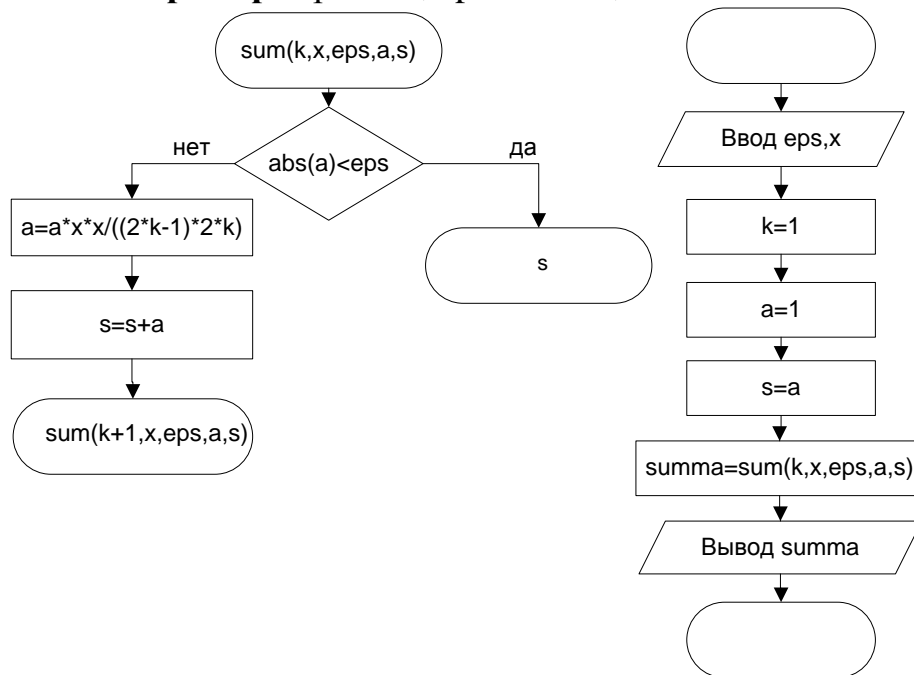 sum(k,x,eps,a,s)
abs(a)<eps
нет
да
a=a*x*x/((2*k-1)*2*k)
s=s+a
sum(k+1,x,eps,a,s)
s
Ввод eps,x
k=1
a=1
s=a
summa=sum(k,x,eps,a,s)
Вывод summa